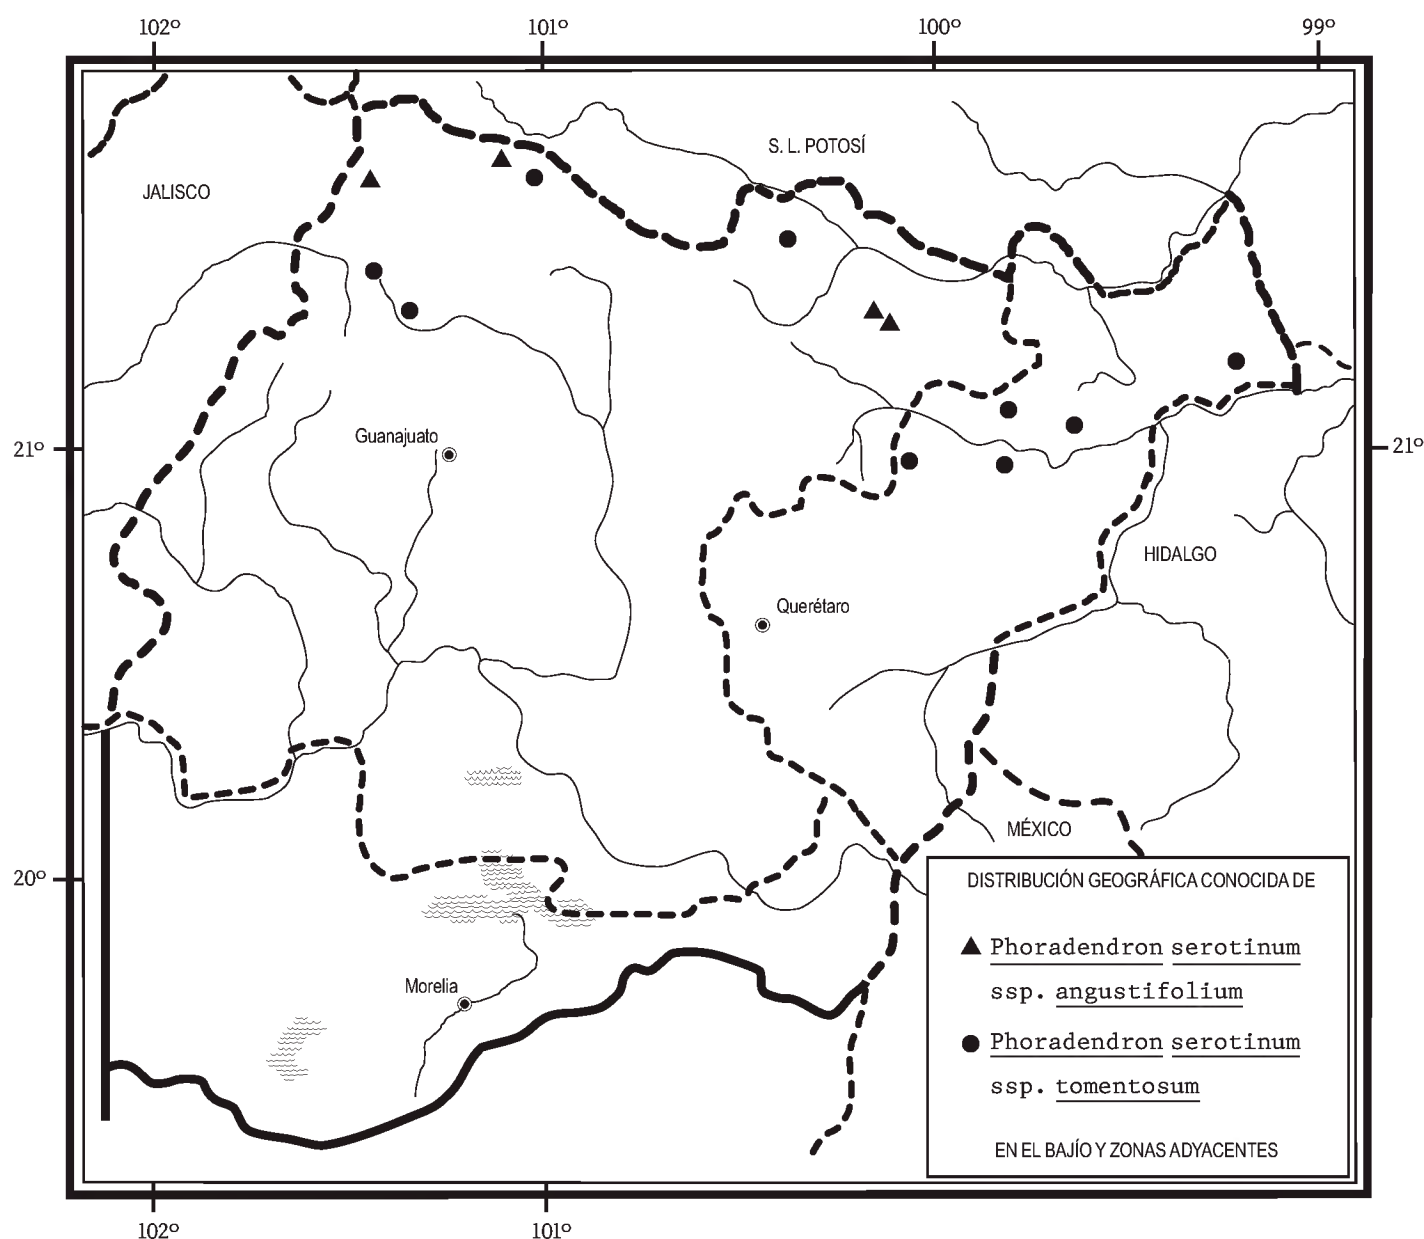 102º 101º 100º 99º
S. L. POTOSÍ
JALISCO
Guanajuato
21º 21º
HIDALGO
Querétaro
MÉXICO
20º
DISTRIBUCIÓN GEOGRÁFICA CONOCIDA DE
Phoradendron serotinum
ssp. angustifolium
Morelia
Phoradendron serotinum
ssp. tomentosum
EN EL BAJÍO Y ZONAS ADYACENTES
102º 101º